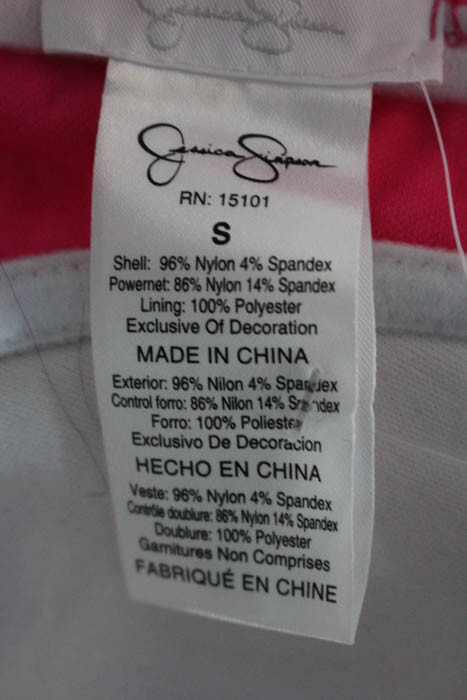 Jessica Simpson
Jessica Simpson
RN: 15101
S
Shell: 96% Nylon 4% Spandex
Powernet: 86% Nylon 14% Spandex
Lining: 100% Polyester
Exclusive Of Decoration
MADE IN CHINA
Exterior: 96% Nilon 4% Spandex
Control forro: 86% Nilon 14% Spandex
Forro: 100% Poliester
Exclusivo De Decoracion
HECHO EN CHINA
Veste: 96% Nylon 4% Spandex
Contrôle doublure: 86% Nylon 14% Spandex
Doublure: 100% Polyester
Garnitures Non Comprises
FABRIQUÉ EN CHINE